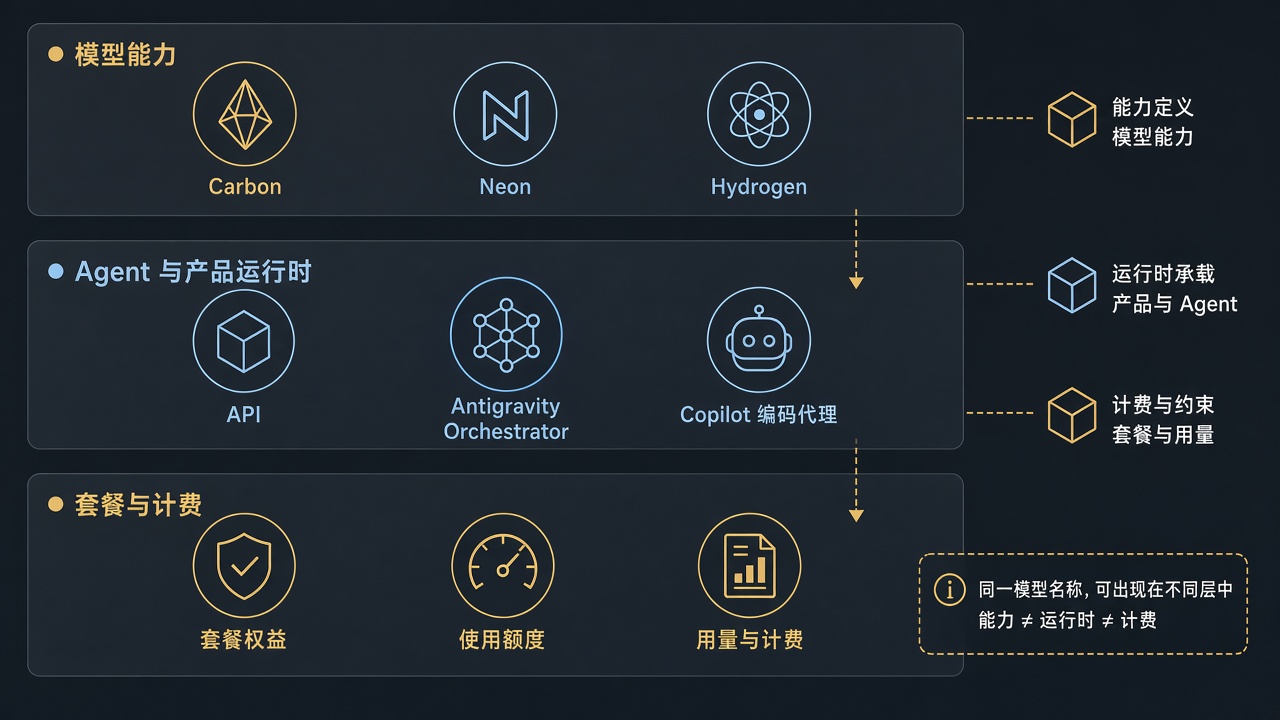 模型能力
Carbon
Neon
Hydrogen
能力定义
模型能力
Agent 与产品运行时
API
Antigravity
Orchestrator
Copilot 编码代理
运行时承载
产品与 Agent
计费与约束
套餐与用量
套餐与计费
套餐权益
使用额度
用量与计费
同一模型名称, 可出现在不同层中
能力 ≠ 运行时 ≠ 计费